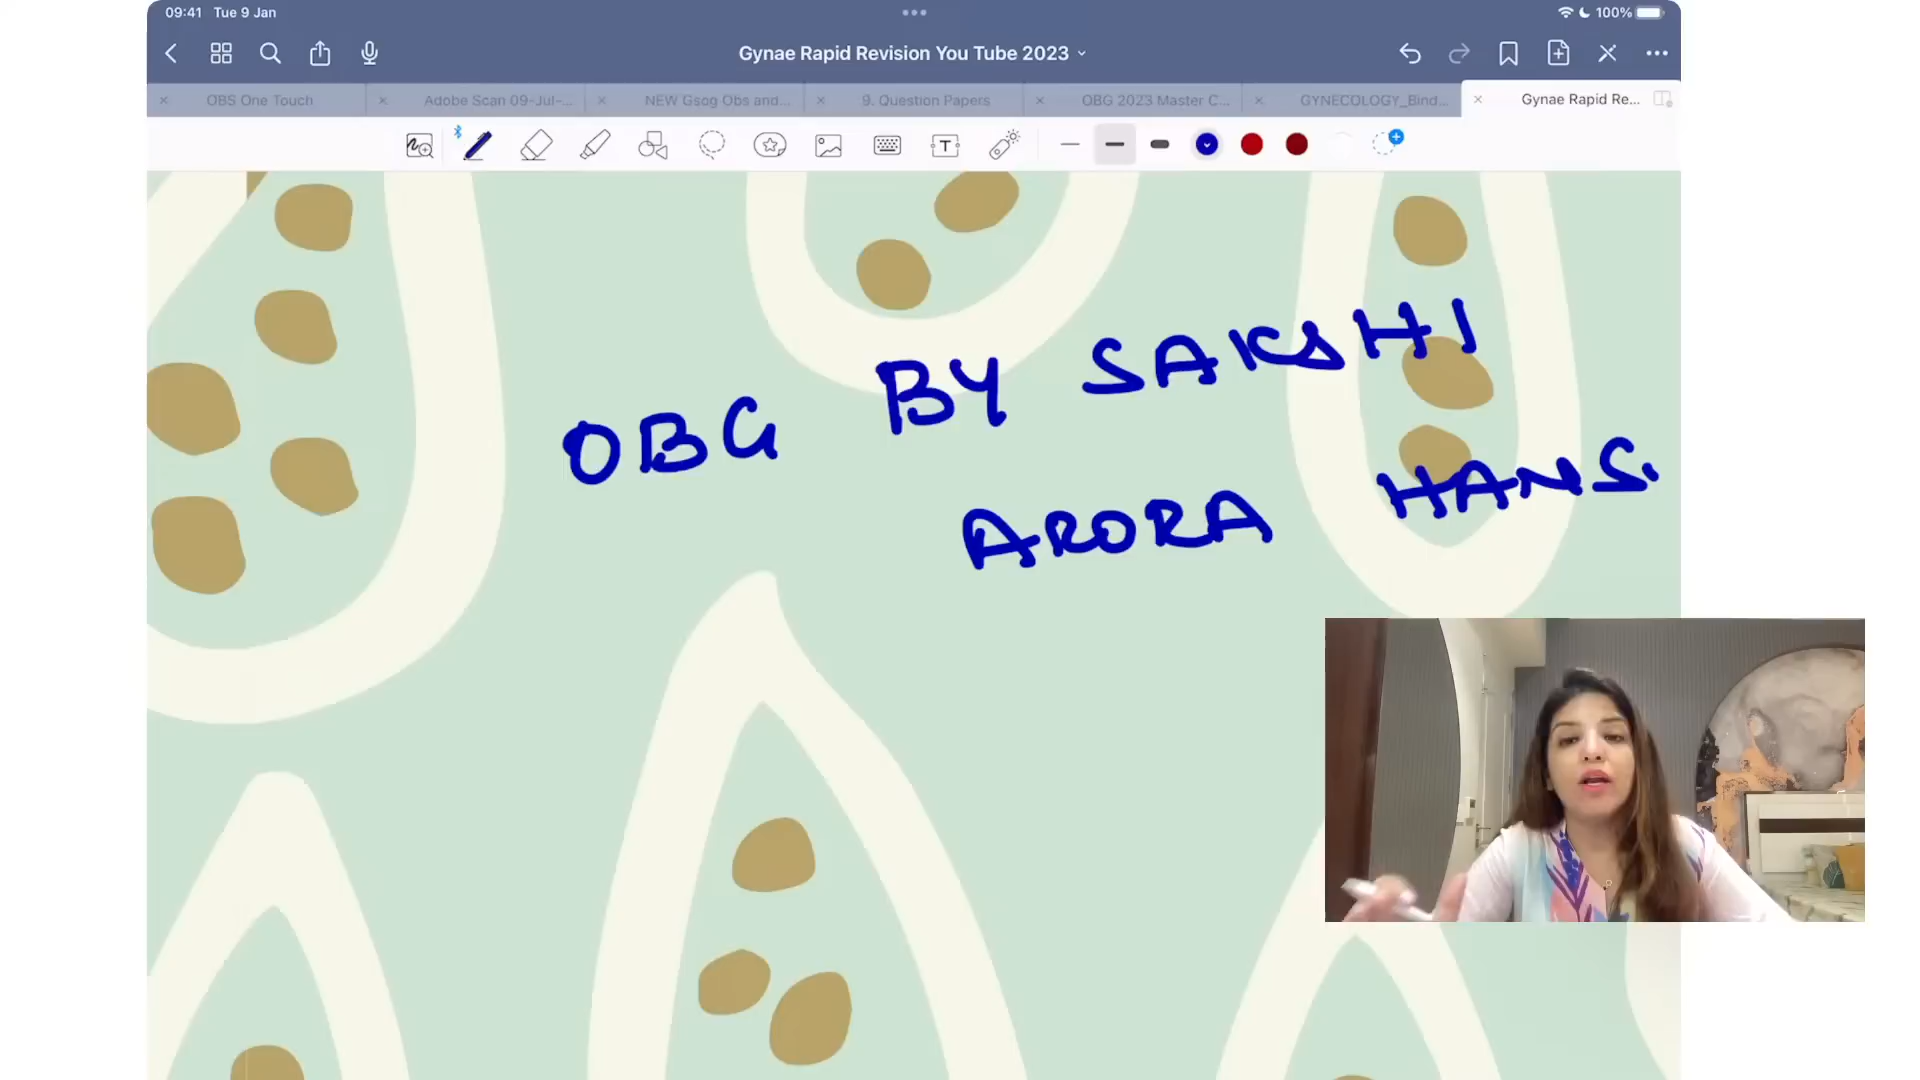 09:41 Tue 9 Jan
100%
Gynae Rapid Revision You Tube 2023
OBS One Touch
Adobe Scan 09-Jul-...
NEW Gsog Obs and...
9. Question Papers
OBG 2023 Master C...
GYNECOLOGY_Bind...
Gynae Rapid Re...
T
OBG BY SAKSHI
ARORA HANS.